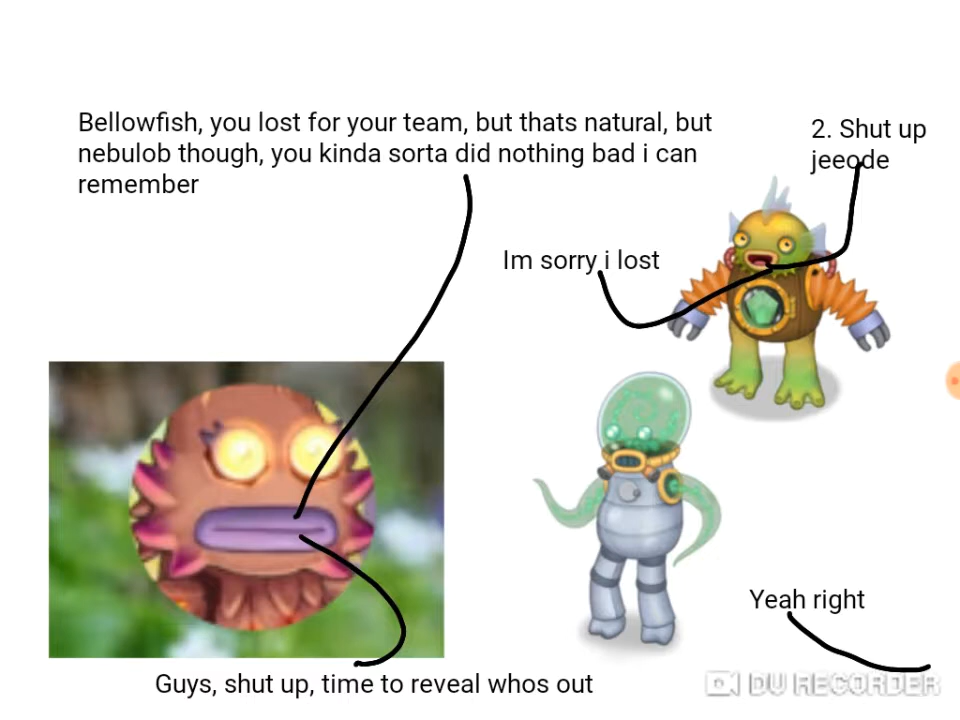 Bellowfish, you lost for your team, but thats natural, but
nebulob though, you kinda sorta did nothing bad i can
remember
2. Shut up
jeeode
Im sorry i lost
Yeah right
Guys, shut up, time to reveal whos out
DU RECORDER